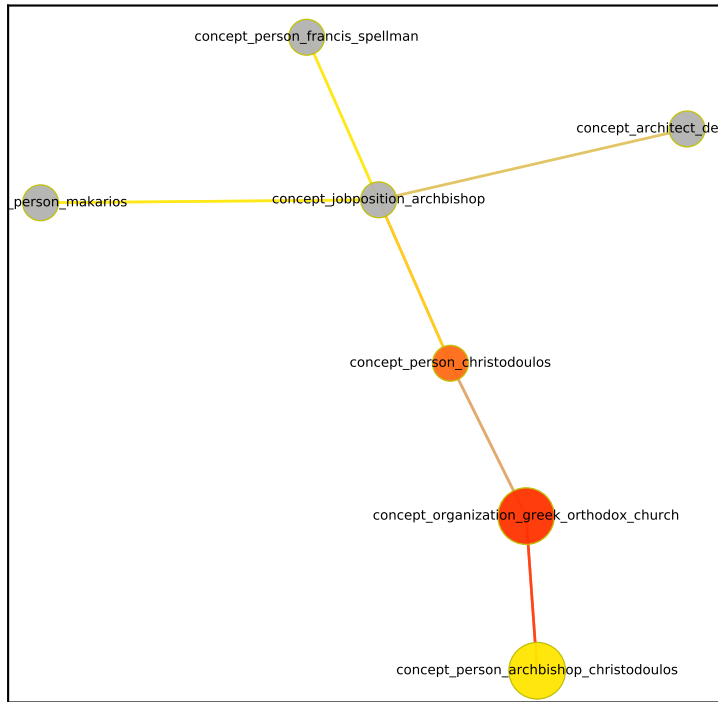 concept_person_francis_spellman
concept_architect_de
_person_makarios
concept_jobposition_archbishop
concept_person_christodoulos
concept_organization_greek_orthodox_church
concept_person_archbishop_christodoulos